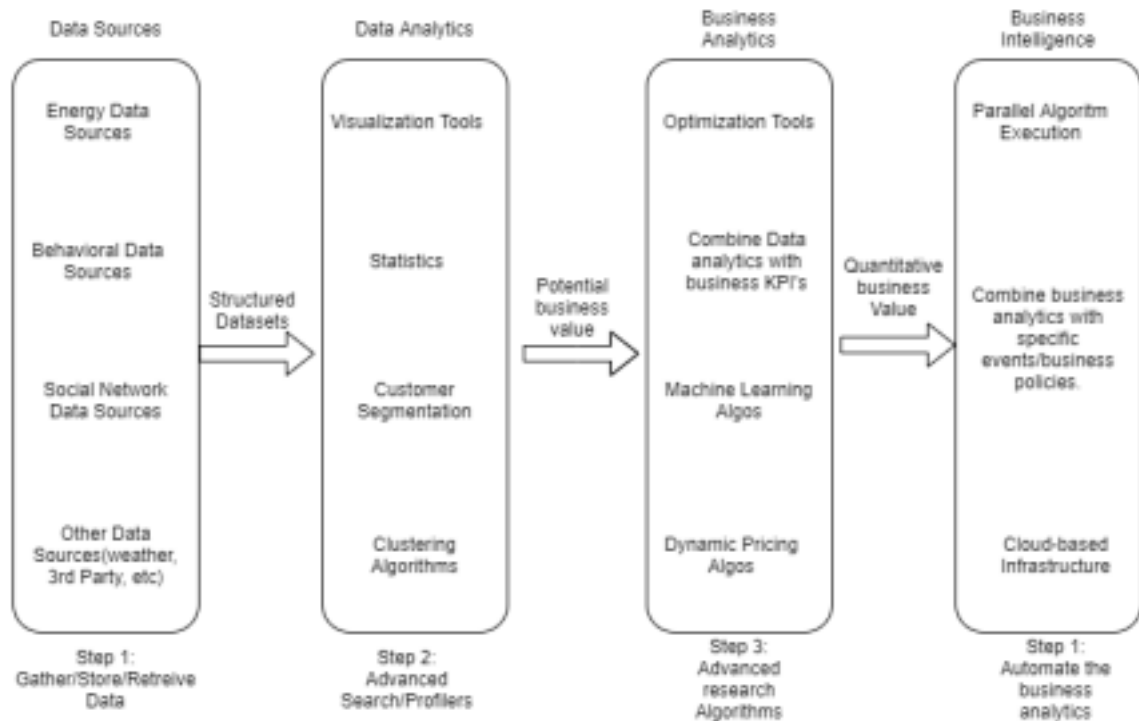 Data Sources
Energy Data
Sources
Behavioral Data
Sources
Social Network
Data Sources
Other Data
Sources(weather,
3rd Party, etc)
Step 1:
Gather/Store/Retreive
Data
Structured
Datasets
Data Analytics
Visualization Tools
Statistics
Customer
Segmentation
Clustering
Algorithms
Step 2:
Advanced
Search/Profilers
Potential
business
value
Business
Analytics
Optimization Tools
Combine Data
analytics with
business KPI's
Machine Learning
Algos
Dynamic Pricing
Algos
Step 3:
Advanced
research
Algorithms
Quantitative
business
Value
Business
Intelligence
Parallel Algoritm
Execution
Combine business
analytics with
specific
events/business
policies.
Cloud-based
Infrastructure
Step 1:
Automate the
business
analytics